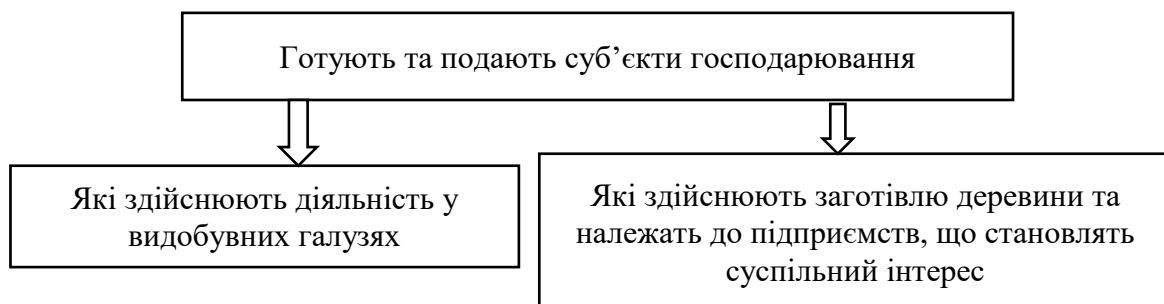 Готують та подають суб’єкти господарювання
Які здійснюють діяльність у
видобувних галузях
Які здійснюють заготівлю деревини та
належать до підприємств, що становлять
суспільний інтерес